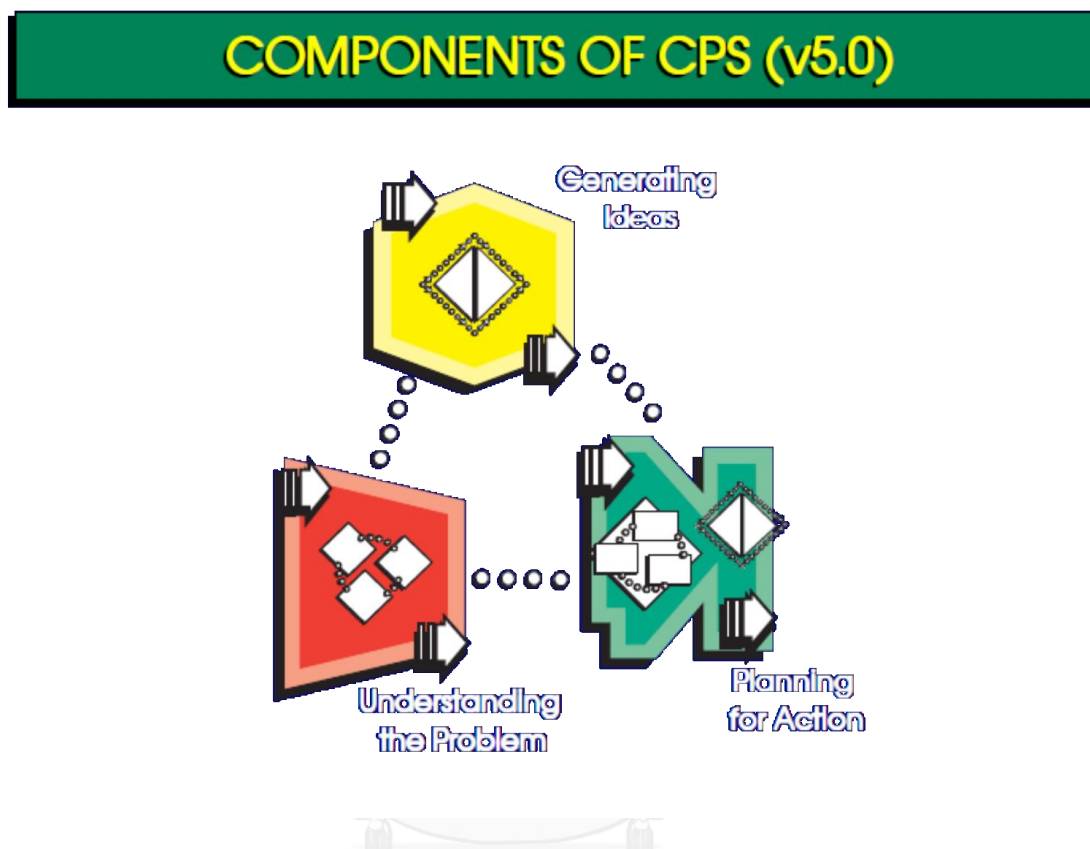 COMPONENTS OF CPS (v5.0)
Generating
Ideas
Understanding
the Problem
Planning
for Action